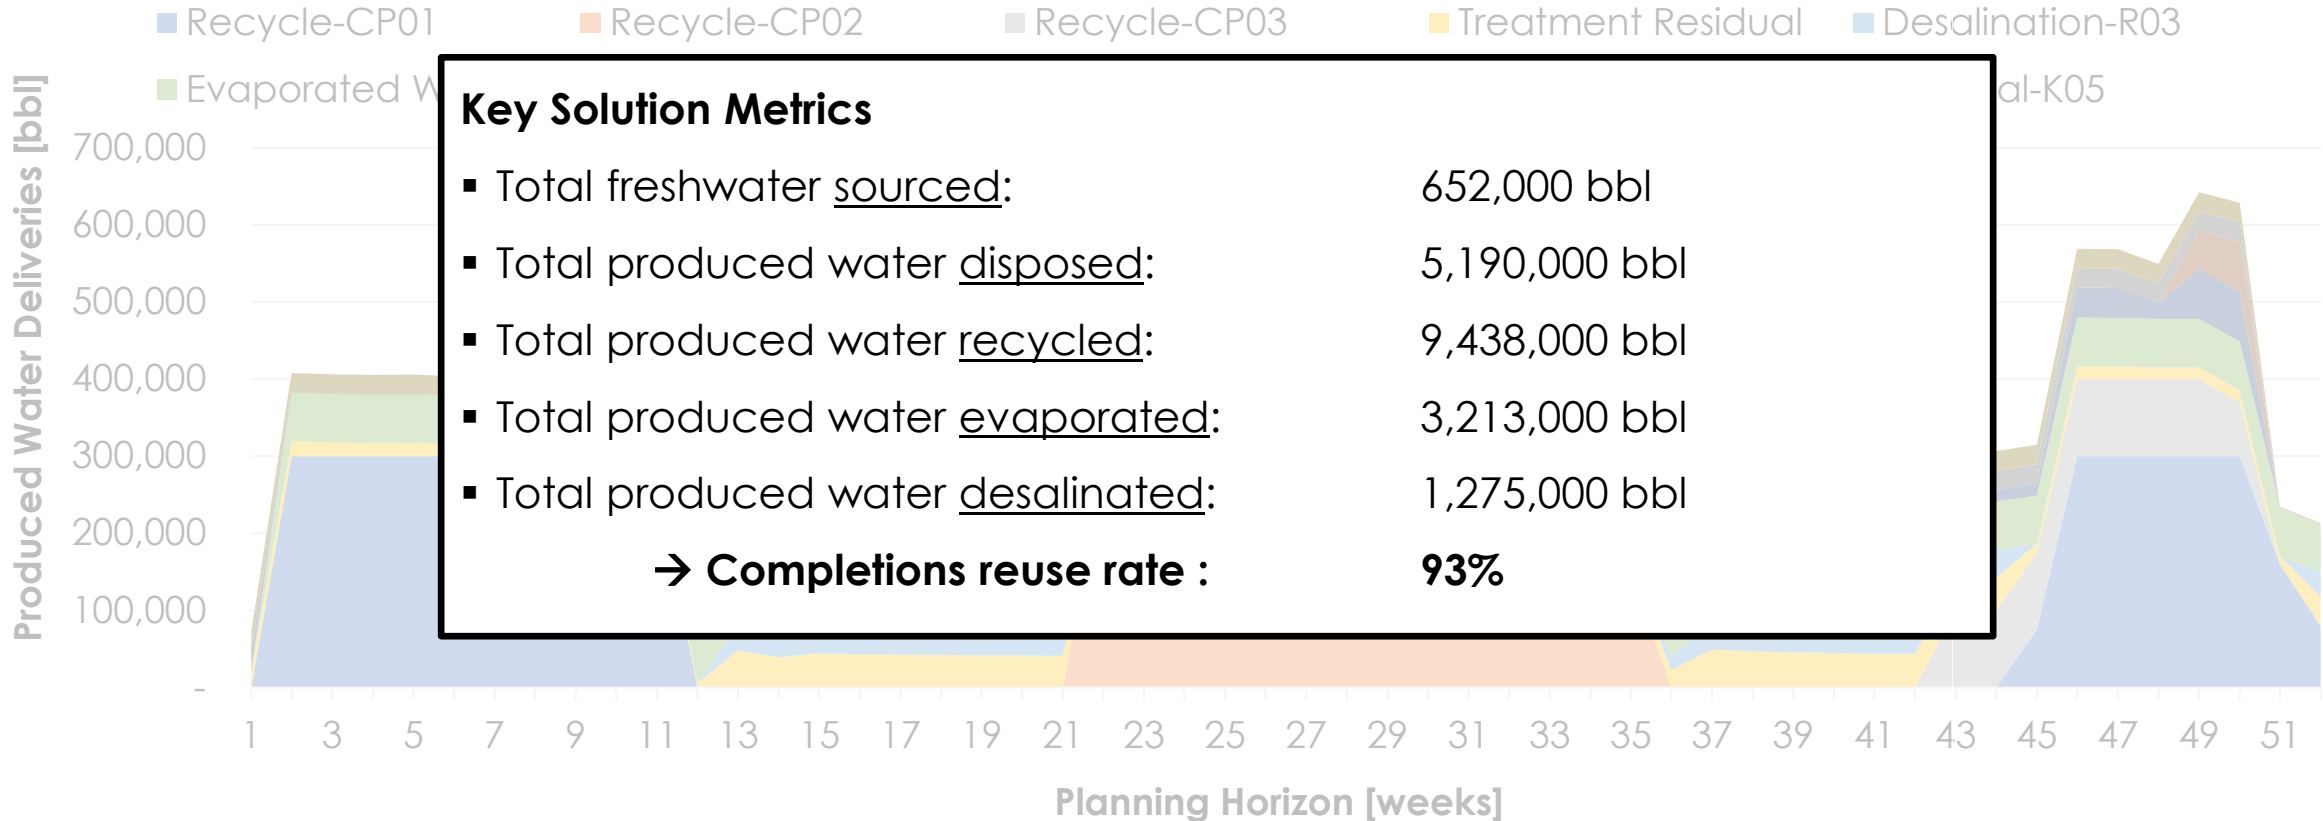 Recycle-CP01 Recycle-CP02 Recycle-CP03 Treatment Residual Desalination-R03
Evaporated al-K05
Produced Water Deliveries [bbl]
700,000
600,000
500,000
400,000
300,000
200,000
100,000
-
Key Solution Metrics
▪ Total freshwater sourced: 652,000 bbl
▪ Total produced water disposed: 5,190,000 bbl
▪ Total produced water recycled: 9,438,000 bbl
▪ Total produced water evaporated: 3,213,000 bbl
▪ Total produced water desalinated: 1,275,000 bbl
→ Completions reuse rate : 93%
1 3 5 7 9 11 13 15 17 19 21 23 25 27 29 31 33 35 37 39 41 43 45 47 49 51
Planning Horizon [weeks]